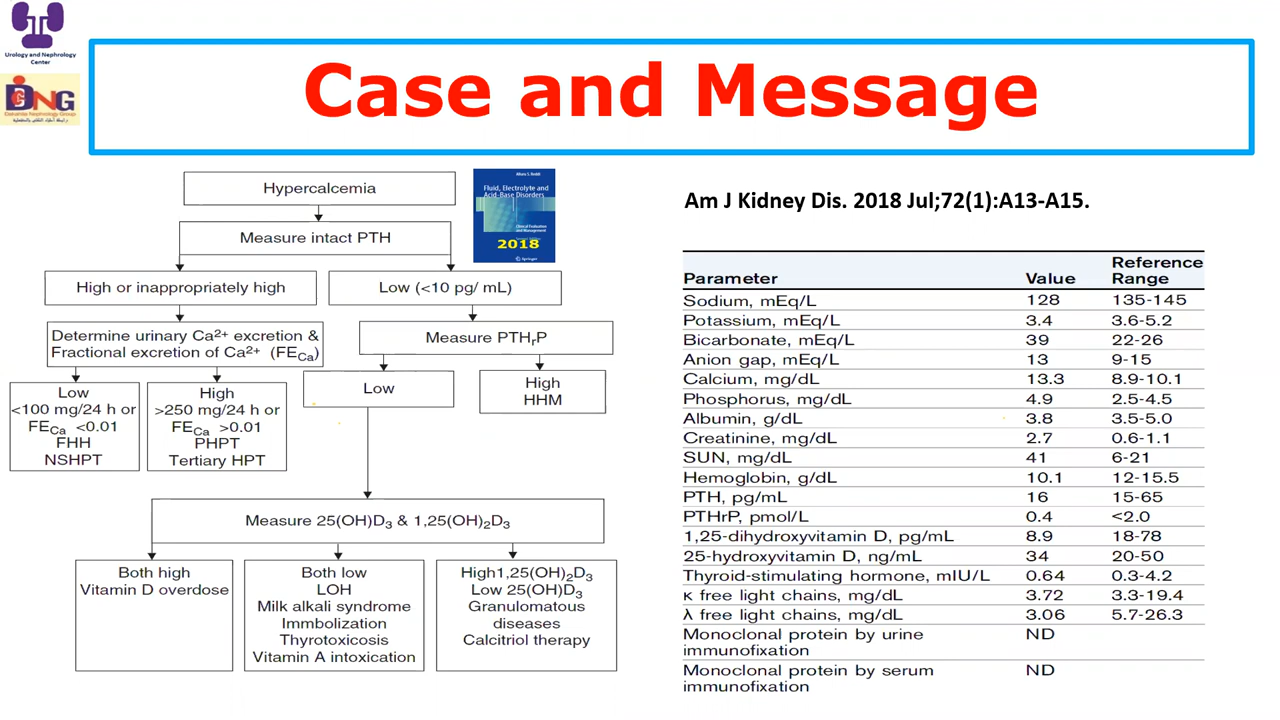 Urology and Nephrology
Center
DNG
Dakahlia Nephrology Group
Case and Message
Hypercalcemia
Measure intact PTH
High or inappropriately high
Low (<10 pg/ mL)
Determine urinary Ca2+ excretion &
Fractional excretion of Ca2+ (FECa)
Measure PTHrP
Low
<100 mg/24 h or
FECa <0.01
FHH
NSHPT
High
>250 mg/24 h or
FECa >0.01
PHPT
Tertiary HPT
Low
High
HHM
Measure 25(OH)D3 & 1,25(OH)2D3
Both high
Vitamin D overdose
Both low
LOH
Milk alkali syndrome
Immbolization
Thyrotoxicosis
Vitamin A intoxication
High1,25(OH)2D3
Low 25(OH)D3
Granulomatous
diseases
Calcitriol therapy
Fluid, Electrolyte and
Acid-Base Disorders
Clinical Evaluation
and Management
2018
Springer
Am J Kidney Dis. 2018 Jul;72(1):A13-A15.
Parameter Value Reference Range
Sodium, mEq/L 128 135-145
Potassium, mEq/L 3.4 3.6-5.2
Bicarbonate, mEq/L 39 22-26
Anion gap, mEq/L 13 9-15
Calcium, mg/dL 13.3 8.9-10.1
Phosphorus, mg/dL 4.9 2.5-4.5
Albumin, g/dL 3.8 3.5-5.0
Creatinine, mg/dL 2.7 0.6-1.1
SUN, mg/dL 41 6-21
Hemoglobin, g/dL 10.1 12-15.5
PTH, pg/mL 16 15-65
PTHrP, pmol/L 0.4 <2.0
1,25-dihydroxyvitamin D, pg/mL 8.9 18-78
25-hydroxyvitamin D, ng/mL 34 20-50
Thyroid-stimulating hormone, mIU/L 0.64 0.3-4.2
κ free light chains, mg/dL 3.72 3.3-19.4
λ free light chains, mg/dL 3.06 5.7-26.3
Monoclonal protein by urine ND
immunofixation
Monoclonal protein by serum ND
immunofixation